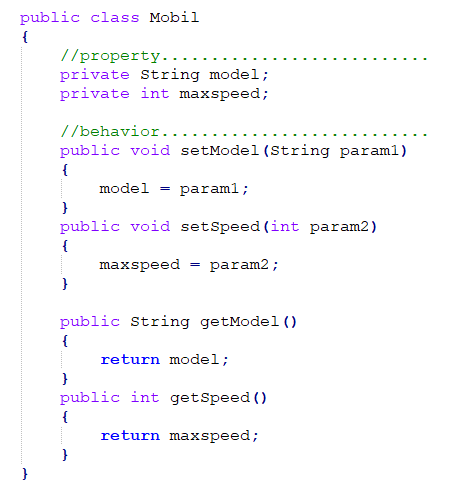 public class Mobil
{
//property...........................
private String model;
private int maxspeed;
//behavior...........................
public void setModel(String param1)
{
model = param1;
}
public void setSpeed(int param2)
{
maxspeed = param2;
}
public String getModel()
{
return model;
}
public int getSpeed()
{
return maxspeed;
}
}